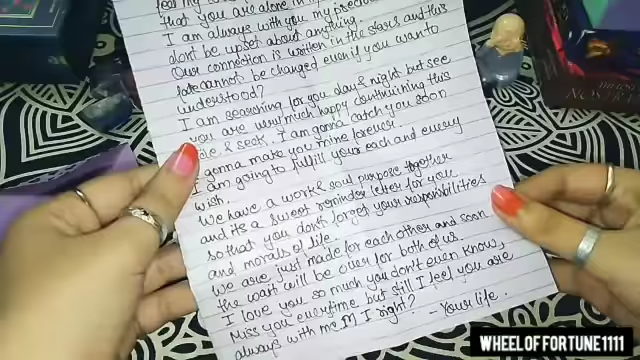 that you are alone in
I am always with you my precious
dont be upset about anything.
Our connection is written in the stars and this
fate cannot be changed even if you want to
understood?
I am searching for you day & night but see
you are very much happy continuining this
& seek. I am gonna catch you soon
I gonna make you mine forever.
I am going to fulfill your each and every
wish.
We have a work & soul purpose together
and its a sweet reminder letter for you
so that you don't forget your responsibilities
and morals of life.
We are just made for each other and soon
the wait will be over for both of us
I love you so much you don't even know,
Miss you everytime but still I feel you are
always with me M I right? - Your life.
WHEEL OF FORTUNE1111